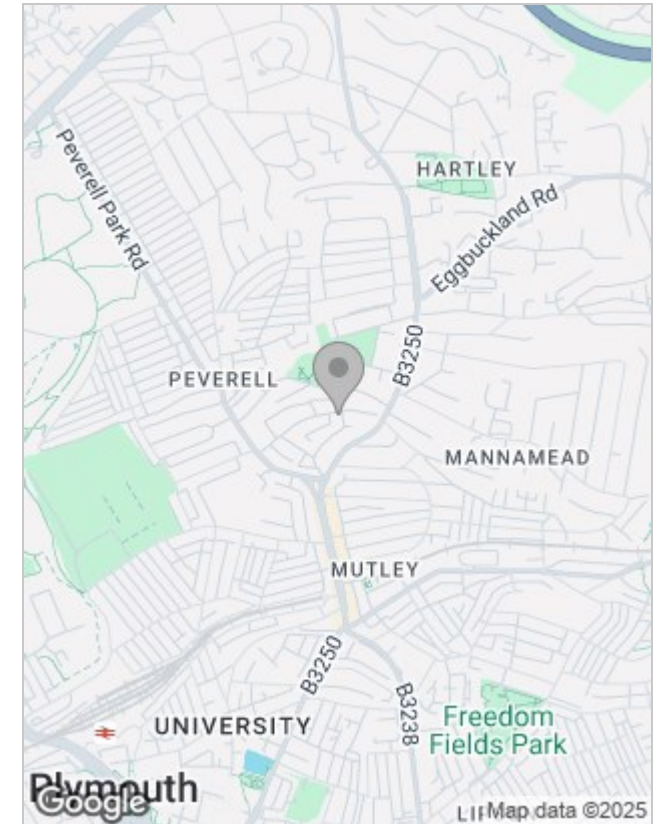 HARTLEY
Peverell Park Rd
Eggbuckland Rd
B3250
PEVERELL
MANNAMEAD
MUTLEY
B3250
B3238
UNIVERSITY
Freedom
Fields Park
Plymouth
Google
Map data ©2025